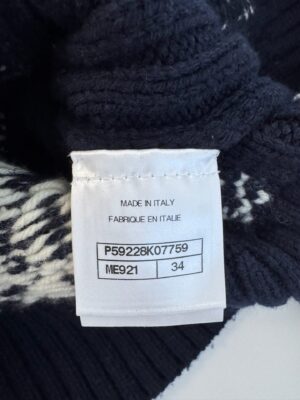 MADE IN ITALY
FABRIQUE EN ITALIE
P59228K07759
ME921 34